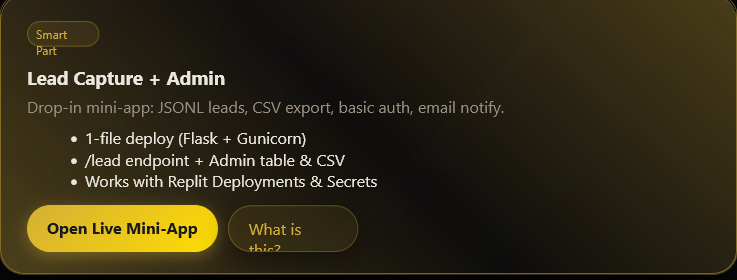 Smart
Part
Lead Capture + Admin
Drop-in mini-app: JSONL leads, CSV export, basic auth, email notify.
• 1-file deploy (Flask + Gunicorn)
• /lead endpoint + Admin table & CSV
• Works with Replit Deployments & Secrets
Open Live Mini-App
What is
this?